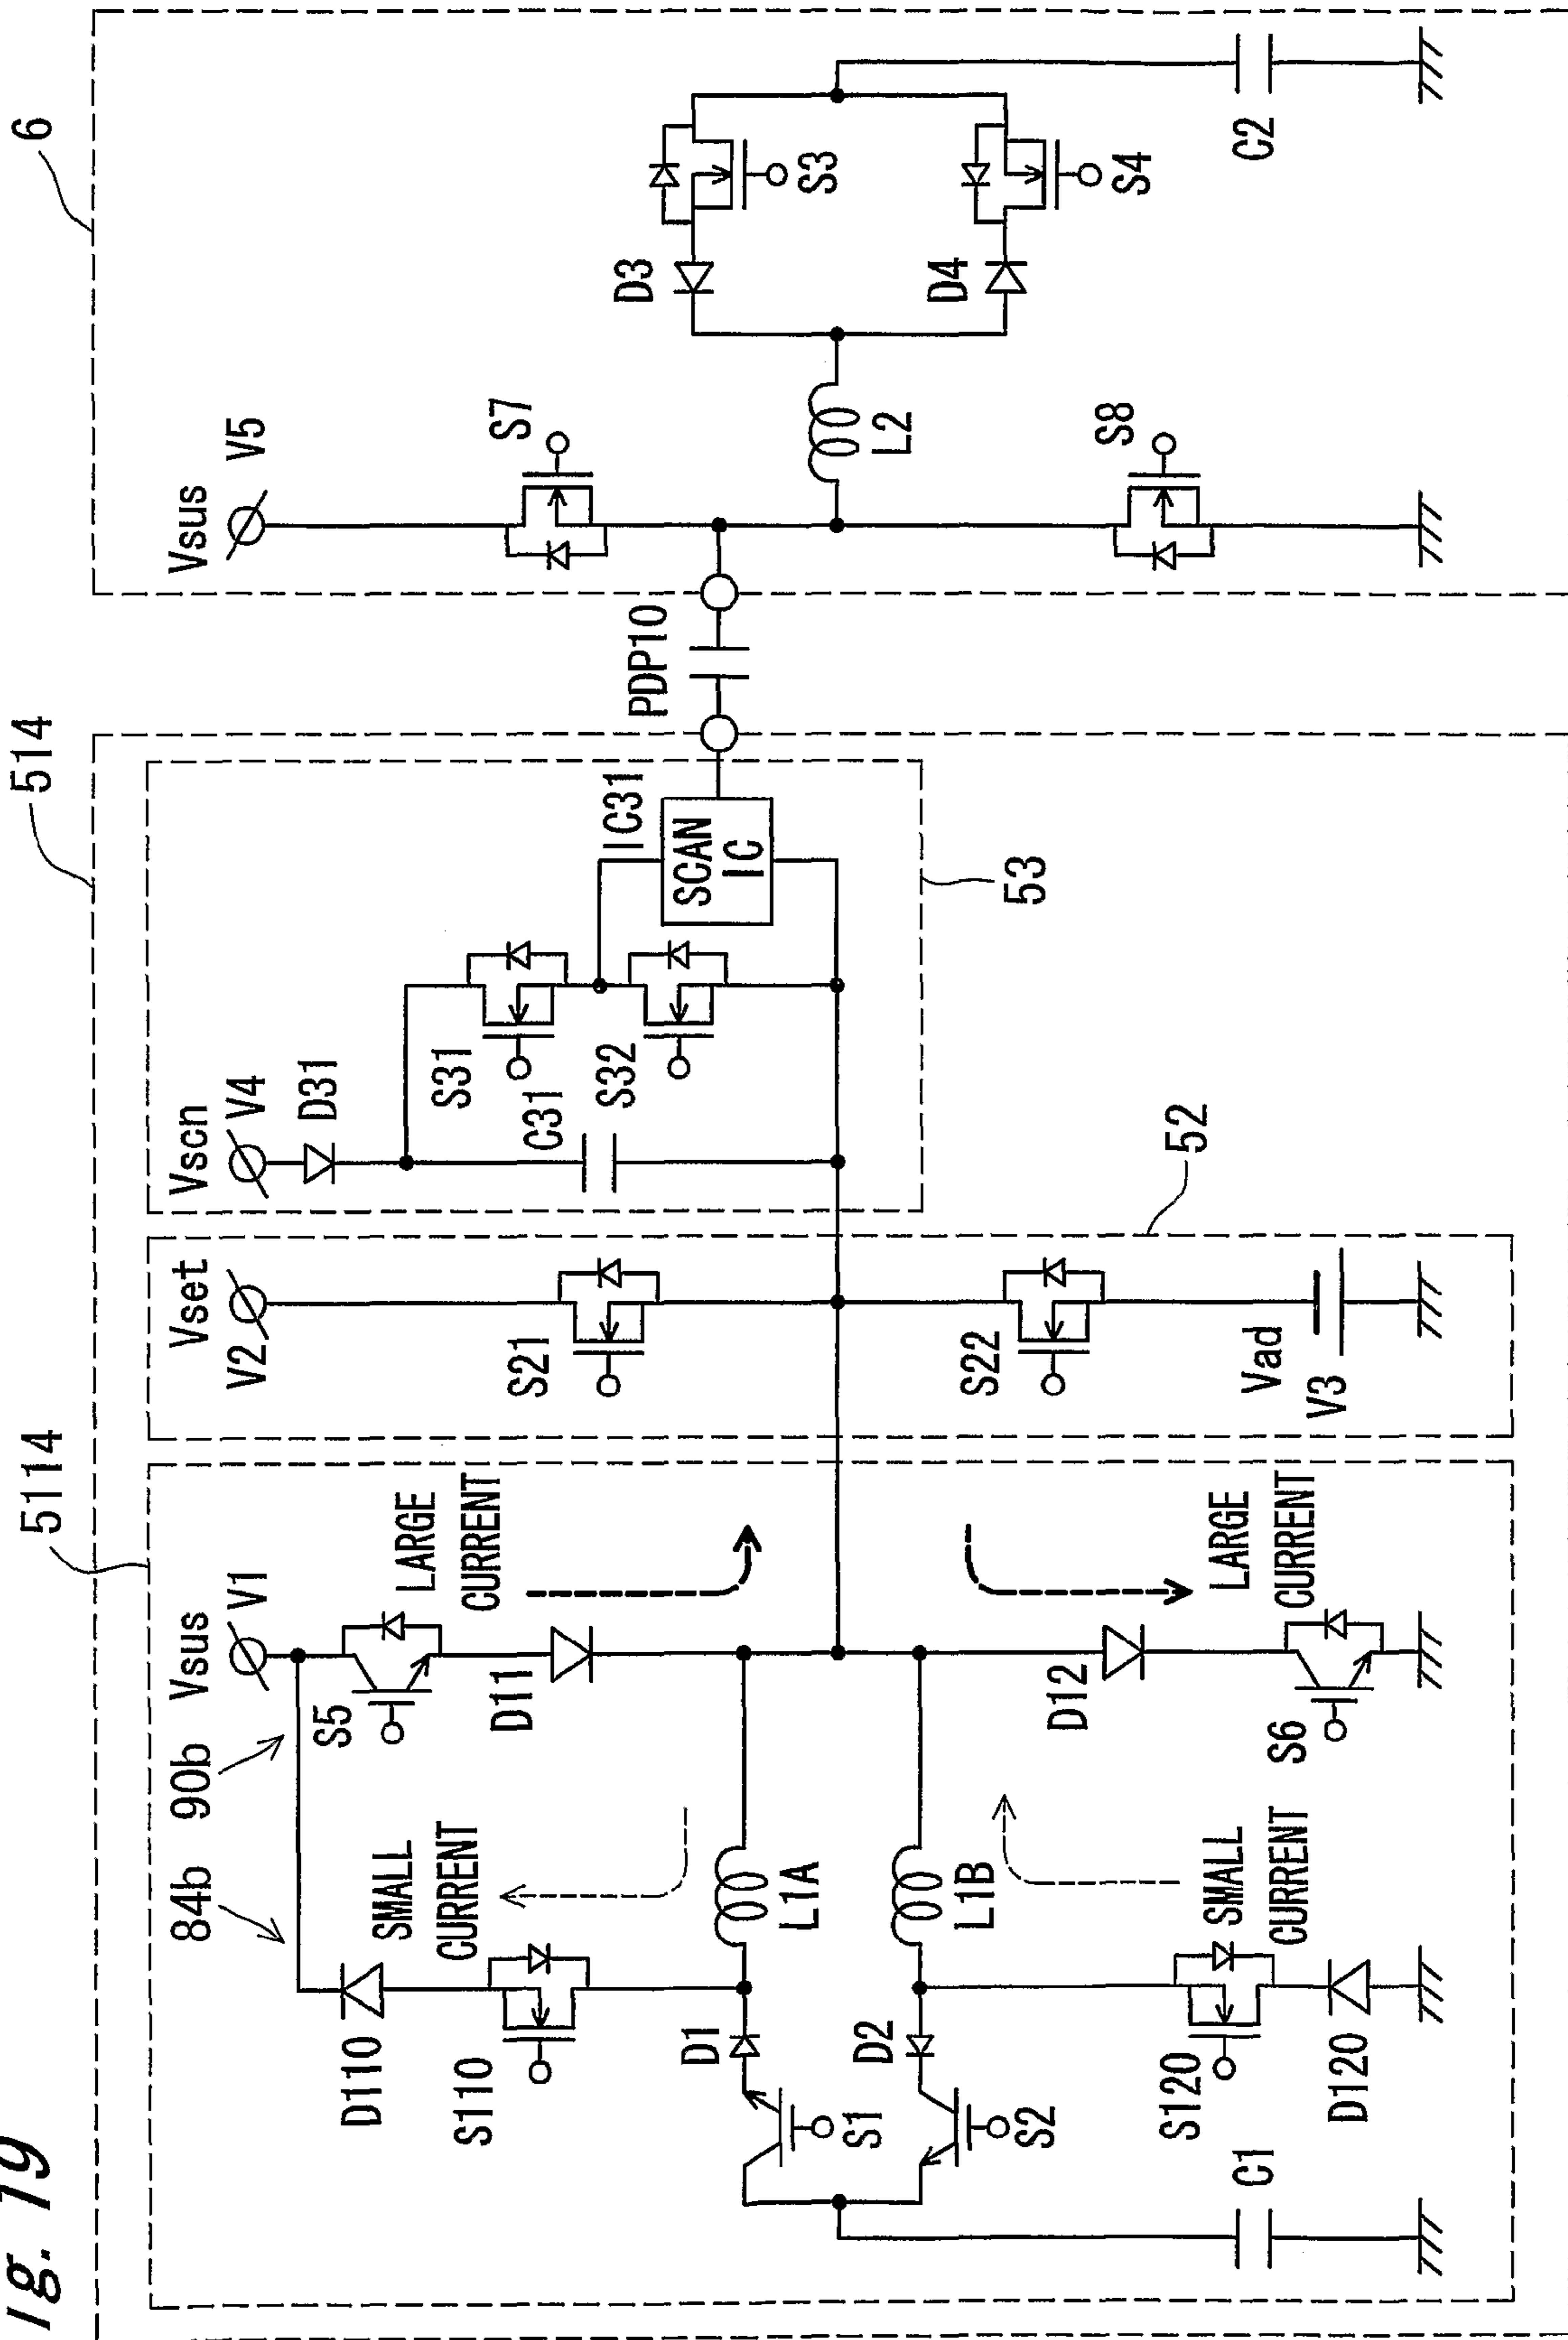 ig. 19
5114
514
6
84b
90b
Vsus
V1
Vset
V2
Vscn
V4
Vsus
V5
D110
SMALL
CURRENT
S5
LARGE
CURRENT
D31
S110
D11
S21
S31
C31
S32
IC31
SCAN
IC
PDP10
S7
D3
S3
D1
L1A
S1
D2
L1B
S2
L2
D4
S4
53
C1
S120
SMALL
CURRENT
D120
D12
LARGE
CURRENT
S6
S22
Vad
V3
52
S8
C2